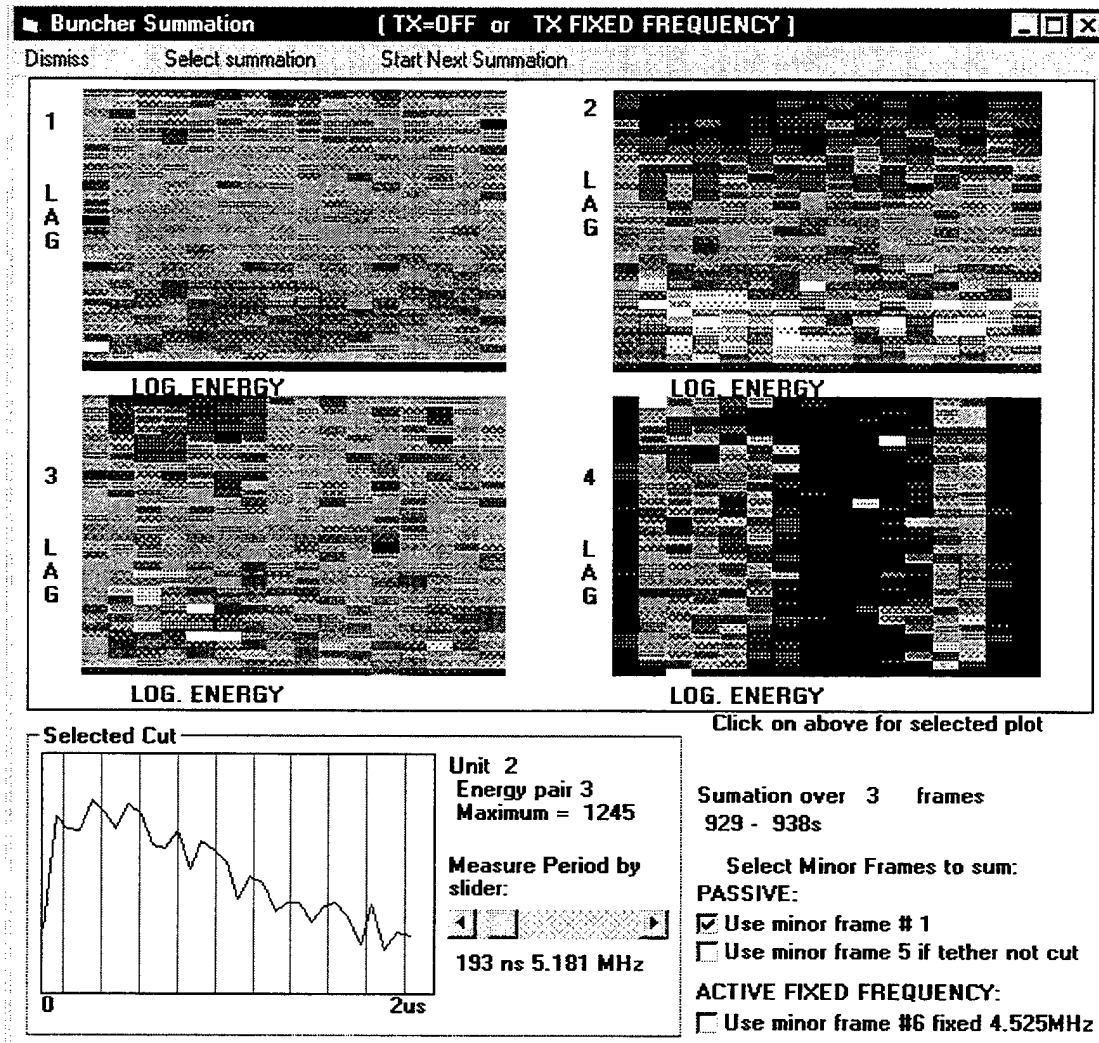 Buncher Summation [ TX=OFF or TX FIXED FREQUENCY ]
Dismiss Select summation Start Next Summation
1
L
A
G
LOG. ENERGY
2
L
A
G
LOG. ENERGY
3
L
A
G
LOG. ENERGY
4
L
A
G
LOG. ENERGY
Click on above for selected plot
Selected Cut
0 2us
Unit 2
Energy pair 3
Maximum = 1245
Measure Period by
slider:
193 ns 5.181 MHz
Sumation over 3 frames
929 - 938s
Select Minor Frames to sum:
PASSIVE:
Use minor frame # 1
Use minor frame 5 if tether not cut
ACTIVE FIXED FREQUENCY:
Use minor frame #6 fixed 4.525MHz